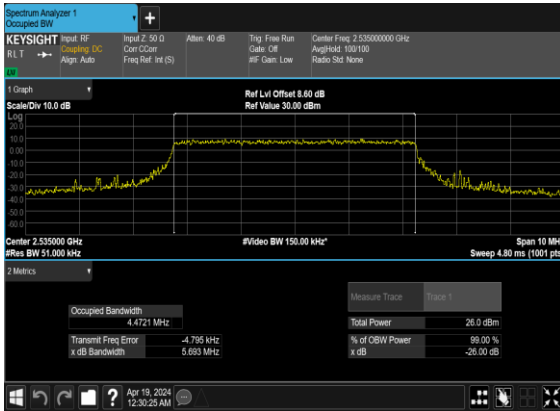 Spectrum Analyzer 1
Occupied BW
KEYSIGHT
RLT
LW
Input: RF
Coupling: DC
Align: Auto
Input Z: 50 Ω
Corr CCorr
Freq Ref: Int (S)
Atten: 40 dB
Trig: Free Run
Gate: Off
#IF Gain: Low
Center Freq: 2.535000000 GHz
Avg|Hold: 100/100
Radio Std: None
1 Graph
Scale/Div 10.0 dB
Ref Lvl Offset 8.60 dB
Ref Value 30.00 dBm
Log
20.0
10.0
0.00
-10.0
-20.0
-30.0
-40.0
-50.0
-60.0
Center 2.535000 GHz
#Res BW 51.000 kHz
#Video BW 150.00 kHz*
Span 10 MH
Sweep 4.80 ms (1001 pts
2 Metrics
Measure Trace
Trace 1
Occupied Bandwidth
4.4721 MHz
Total Power
26.0 dBm
Transmit Freq Error
-4.795 kHz
% of OBW Power
99.00 %
x dB Bandwidth
5.693 MHz
x dB
-26.00 dB
?
Apr 19, 2024
12:30:25 AM